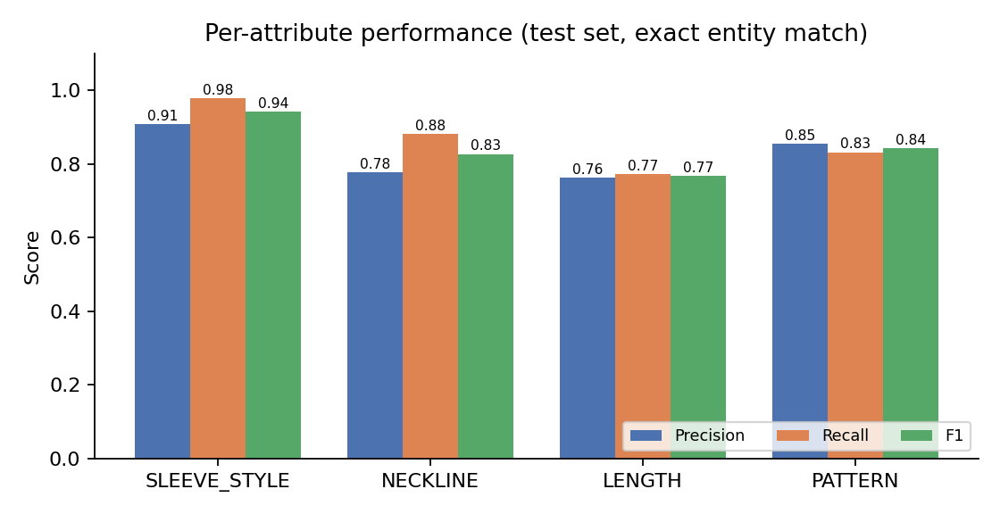 Per-attribute performance (test set, exact entity match)
Score
1.0
0.8
0.6
0.4
0.2
0.0
0.91 0.98 0.94
0.78 0.88 0.83
0.76 0.77 0.77
0.85 0.83 0.84
Precision Recall F1
SLEEVE_STYLE NECKLINE LENGTH PATTERN